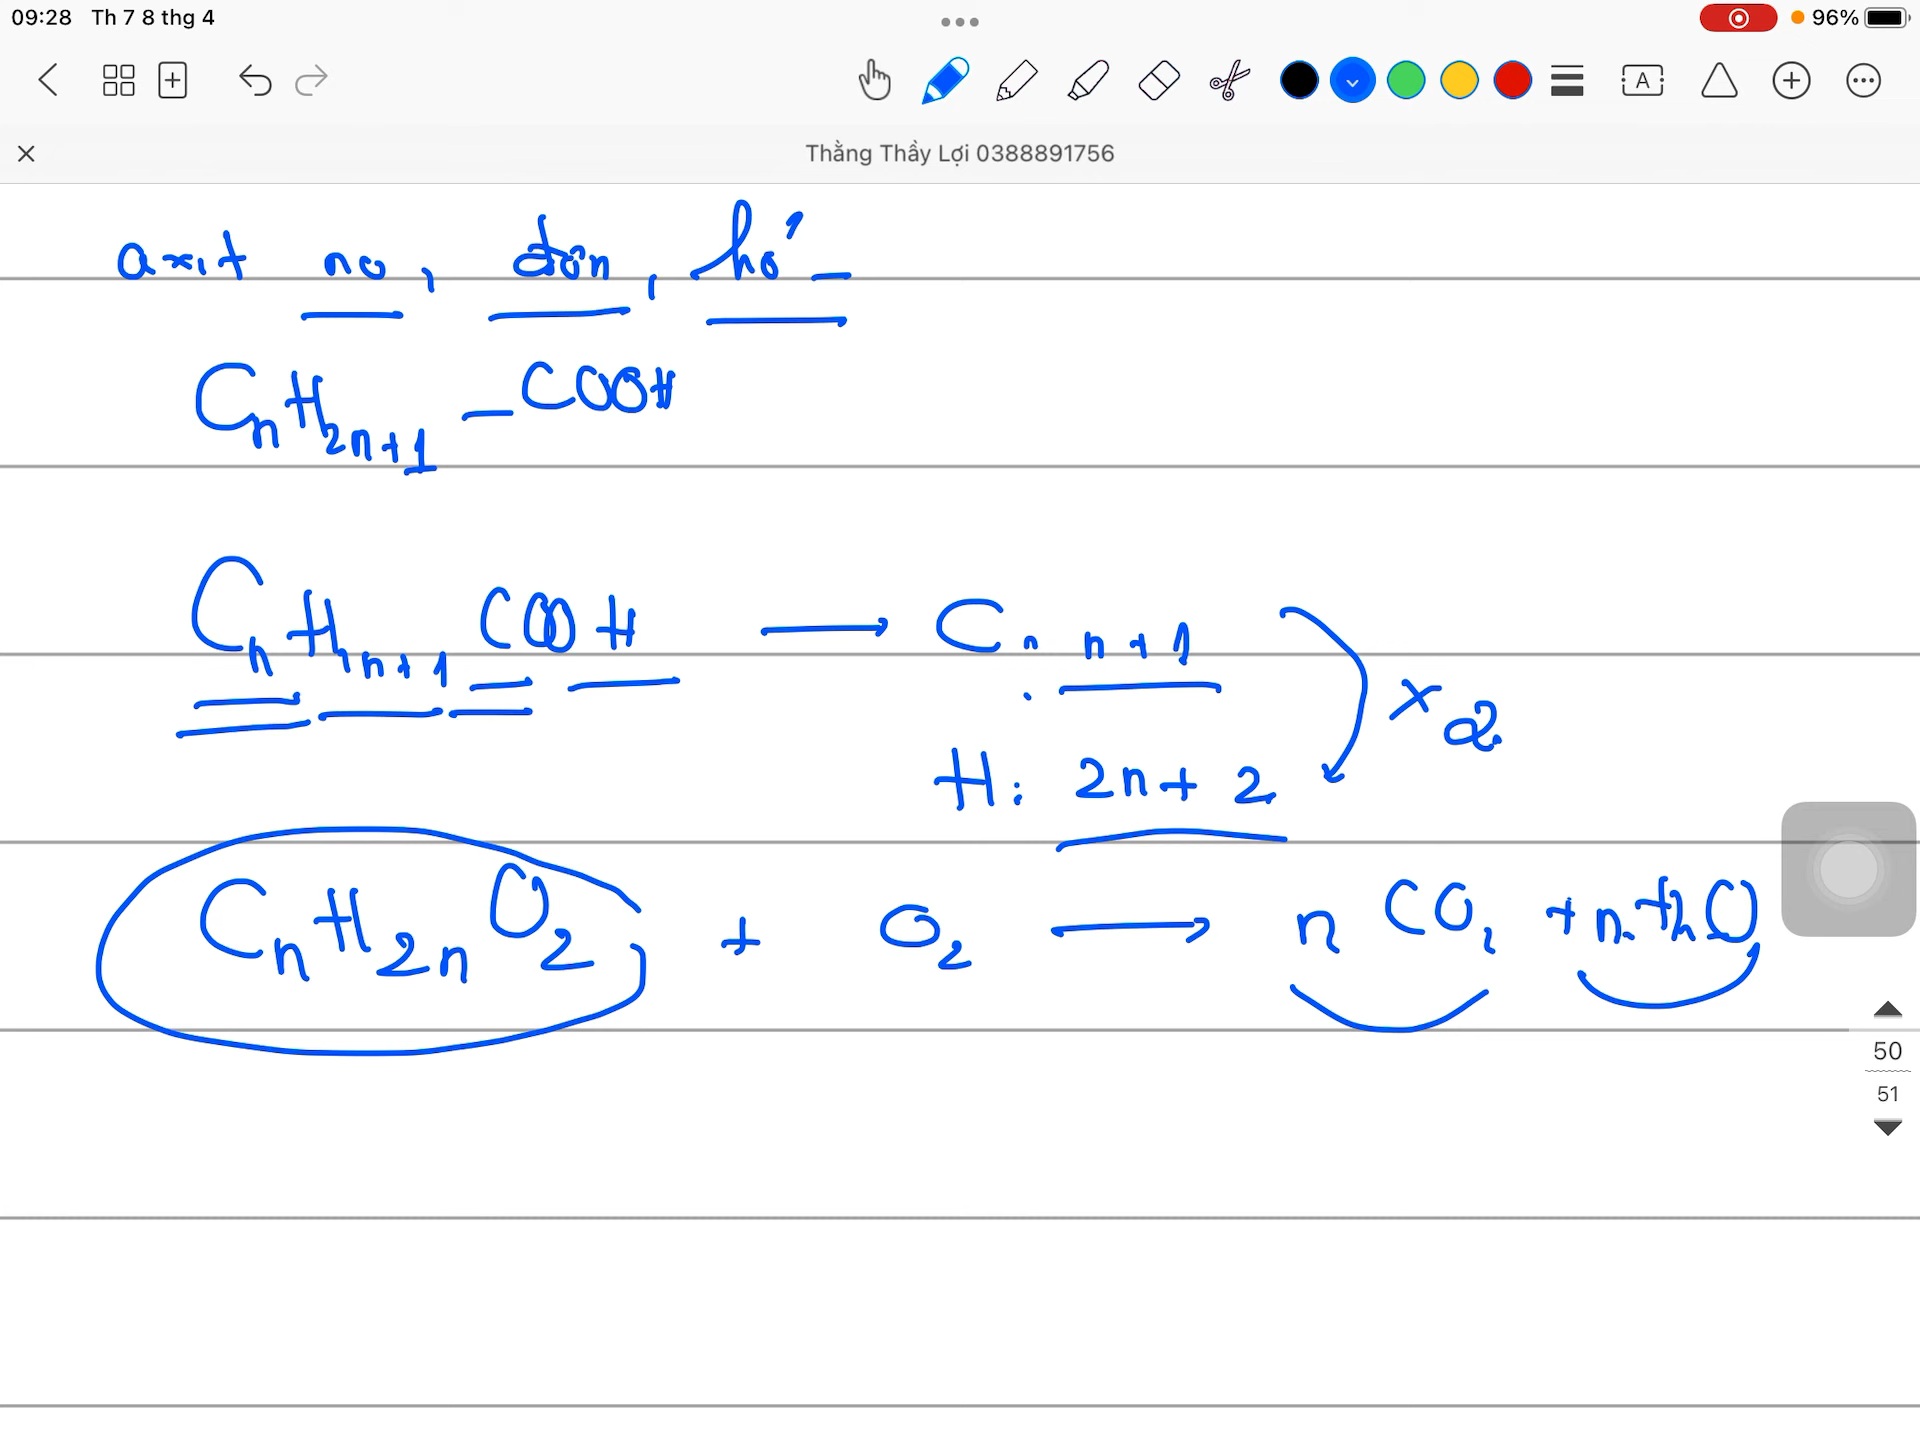 09:28 Th 7 8 thg 4 96%
A
Thằng Thầy Lợi 0388891756
axit no, đơn, hở
CnH2n+1 – COOH
CnH2n+1 COOH → C: n+1
x 2
H: 2n+2
CnH2nO2 + O2 → n CO2 + n H2O
50
51